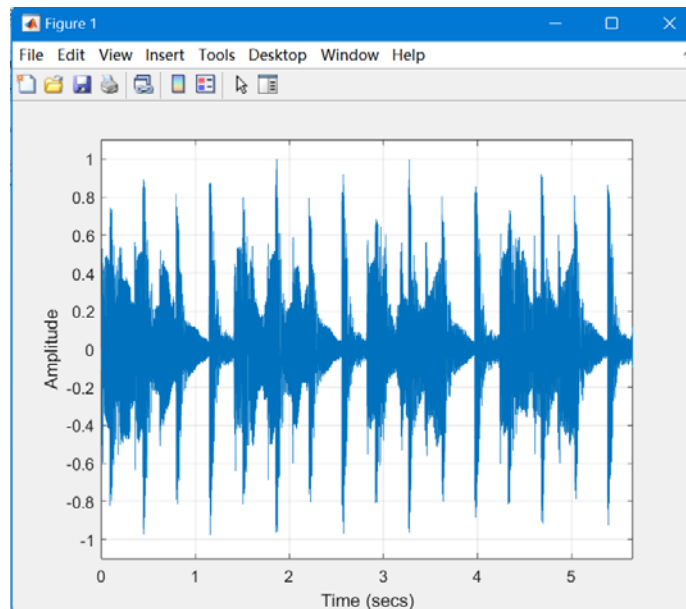 Figure 1
File Edit View Insert Tools Desktop Window Help
1
0.8
0.6
0.4
0.2
0
-0.2
-0.4
-0.6
-0.8
-1
Amplitude
0 1 2 3 4 5
Time (secs)